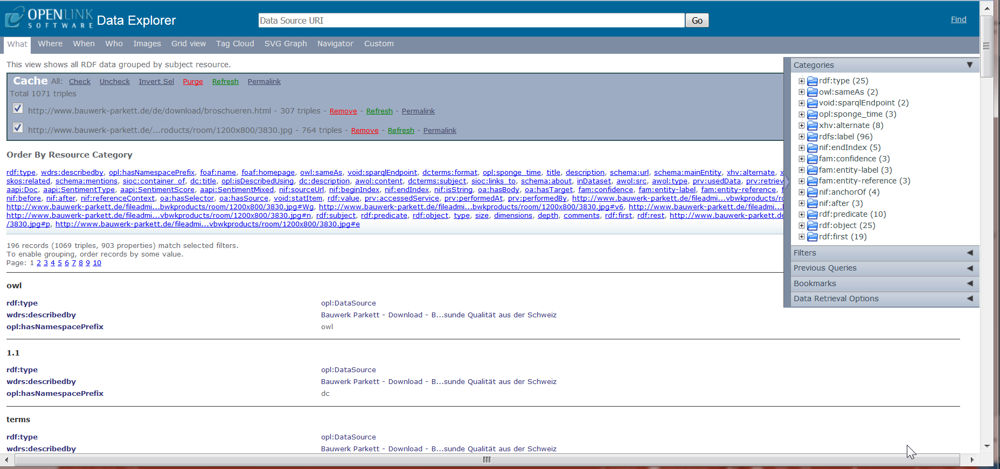 OPENLINK
SOFTWARE
Data Explorer
Data Source URI
Go
Find
What Where When Who Images Grid view Tag Cloud SVG Graph Navigator Custom
This view shows all RDF data grouped by subject resource.
Cache All: Check Uncheck Invert Sel Purge Refresh Permalink
Total 1071 triples
http://www.bauwerk-parkett.de/de/download/broschueren.html - 307 triples - Remove - Refresh - Permalink
http://www.bauwerk-parkett.de/...roducts/room/1200x800/3830.jpg - 764 triples - Remove - Refresh - Permalink
Order By Resource Category
rdf:type, wdrs:describedby, opl:hasNamespacePrefix, foaf:name, foaf:homepage, owl:sameAs, void:sparqlEndpoint, dcterms:format, opl:sponge_time, title, description, schema:url, schema:mainEntity, xhv:alternate,
skos:related, schema:mentions, sioc:container_of, dc:title, opl:isDescribedUsing, dc:description, awol:content, dcterms:subject, sioc:links_to, schema:about, inDataset, awol:src, awol:type, prv:usedData, prv:retriev
aapi:Doc, aapi:SentimentType, aapi:SentimentScore, aapi:SentimentMixed, nif:sourceUrl, nif:beginIndex, nif:endIndex, nif:isString, oa:hasBody, oa:hasTarget, fam:confidence, fam:entity-label, fam:entity-reference,
nif:before, nif:after, nif:referenceContext, oa:hasSelector, oa:hasSource, void:statItem, rdf:value, prv:accessedService, prv:performedAt, prv:performedBy, http://www.bauwerk-parkett.de/fileadmi...vbwkproducts/ro
http://www.bauwerk-parkett.de/fileadmi...bwkproducts/room/1200x800/3830.jpg#Wg, http://www.bauwerk-parkett.de/fileadmi...bwkproducts/room/1200x800/3830.jpg#v6, http://www.bauwerk-parkett.de/fileadmi...b
http://www.bauwerk-parkett.de/fileadmi...vbwkproducts/room/1200x800/3830.jpg#n, rdf:subject, rdf:predicate, rdf:object, type, size, dimensions, depth, comments, rdf:first, rdf:rest, http://www.bauwerk-parkett.de
/3830.jpg#p, http://www.bauwerk-parkett.de/fileadmi...vbwkproducts/room/1200x800/3830.jpg#e
196 records (1069 triples, 903 properties) match selected filters.
To enable grouping, order records by some value.
Page: 1 2 3 4 5 6 7 8 9 10
owl
rdf:type opl:DataSource
wdrs:describedby Bauwerk Parkett - Download - B...sunde Qualität aus der Schweiz
opl:hasNamespacePrefix owl
1.1
rdf:type opl:DataSource
wdrs:describedby Bauwerk Parkett - Download - B...sunde Qualität aus der Schweiz
opl:hasNamespacePrefix dc
terms
rdf:type opl:DataSource
wdrs:describedby Bauwerk Parkett - Download - B...sunde Qualität aus der Schweiz
Categories
rdf:type (25)
owl:sameAs (2)
void:sparqlEndpoint (2)
opl:sponge_time (3)
xhv:alternate (8)
rdfs:label (96)
nif:endIndex (5)
fam:confidence (3)
fam:entity-label (3)
fam:entity-reference (3)
nif:anchorOf (4)
nif:after (3)
rdf:predicate (10)
rdf:object (25)
rdf:first (19)
Filters
Previous Queries
Bookmarks
Data Retrieval Options